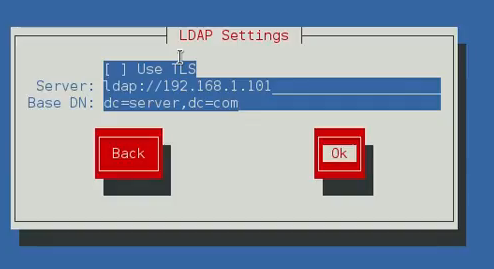 LDAP Settings
[ ] Use TLS
Server: ldap://192.168.1.101
Base DN: dc=server,dc=com
Back
Ok